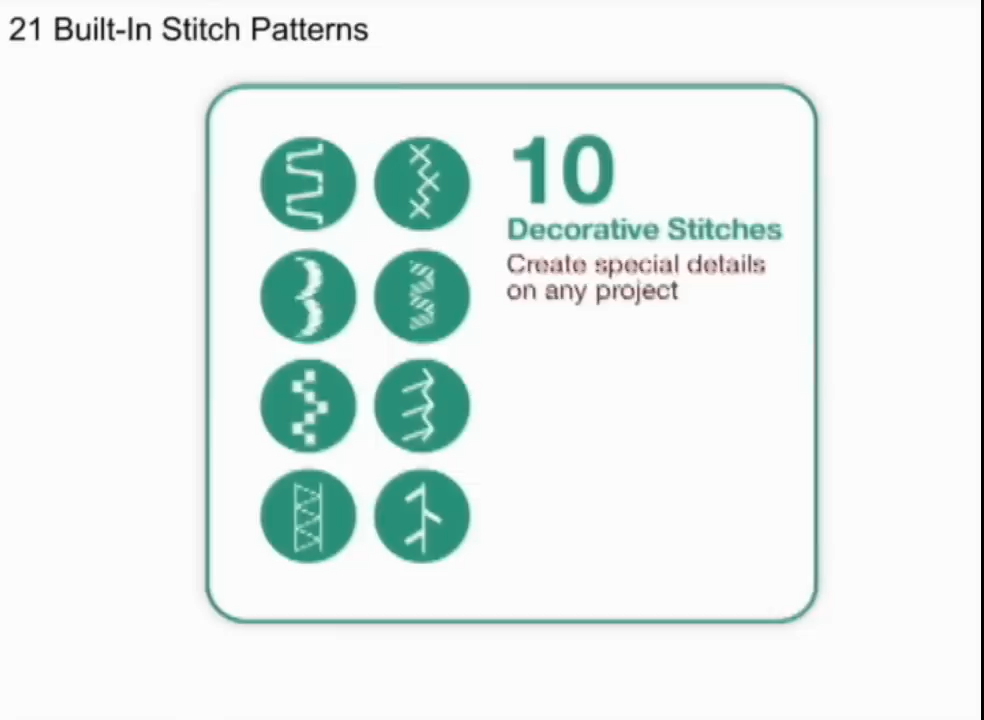 21 Built-In Stitch Patterns
10
Decorative Stitches
Create special details
on any project